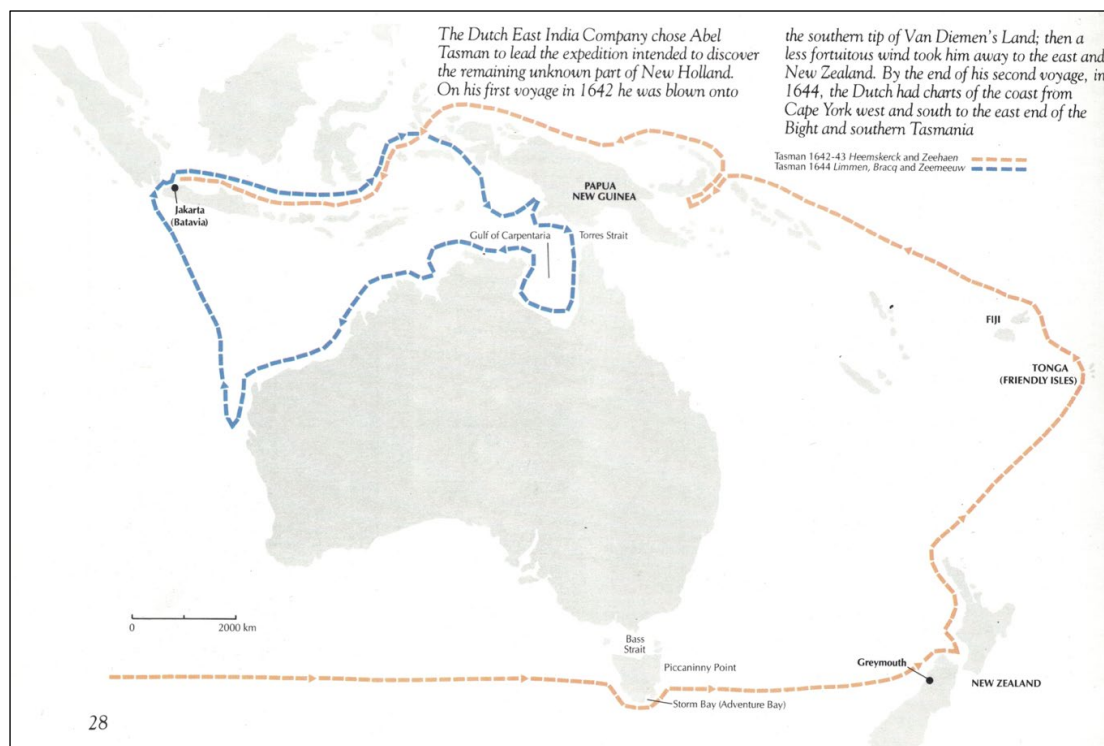 The Dutch East India Company chose Abel
Tasman to lead the expedition intended to discover
the remaining unknown part of New Holland.
On his first voyage in 1642 he was blown onto
the southern tip of Van Diemen's Land; then a
less fortuitous wind took him away to the east and
New Zealand. By the end of his second voyage, in
1644, the Dutch had charts of the coast from
Cape York west and south to the east end of the
Bight and southern Tasmania
Tasman 1642-43 Heemskerck and Zeehaen
Tasman 1644 Limmen, Bracq and Zeemeeuw
PAPUA
NEW GUINEA
Jakarta
(Batavia)
Gulf of Carpentaria
Torres Strait
FIJI
TONGA
(FRIENDLY ISLES)
0 2000 km
Bass
Strait
Piccaninny Point
Greymouth
NEW ZEALAND
Storm Bay (Adventure Bay)
28